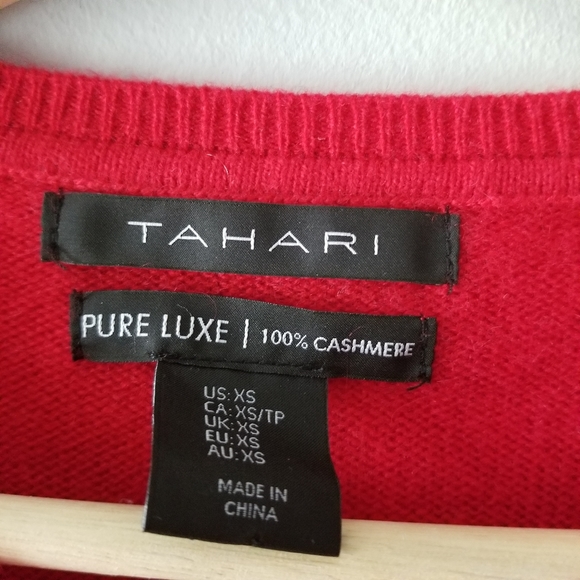 TAHARI
PURE LUXE | 100% CASHMERE
US: XS
CA: XS/TP
UK: XS
EU: XS
AU: XS
MADE IN
CHINA